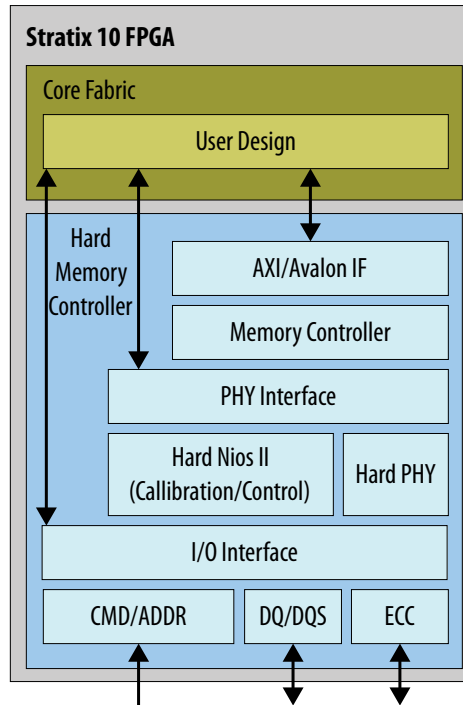 Stratix 10 FPGA
Core Fabric
User Design
Hard
Memory
Controller
AXI/Avalon IF
Memory Controller
PHY Interface
Hard Nios II
(Callibration/Control)
Hard PHY
I/O Interface
CMD/ADDR
DQ/DQS
ECC